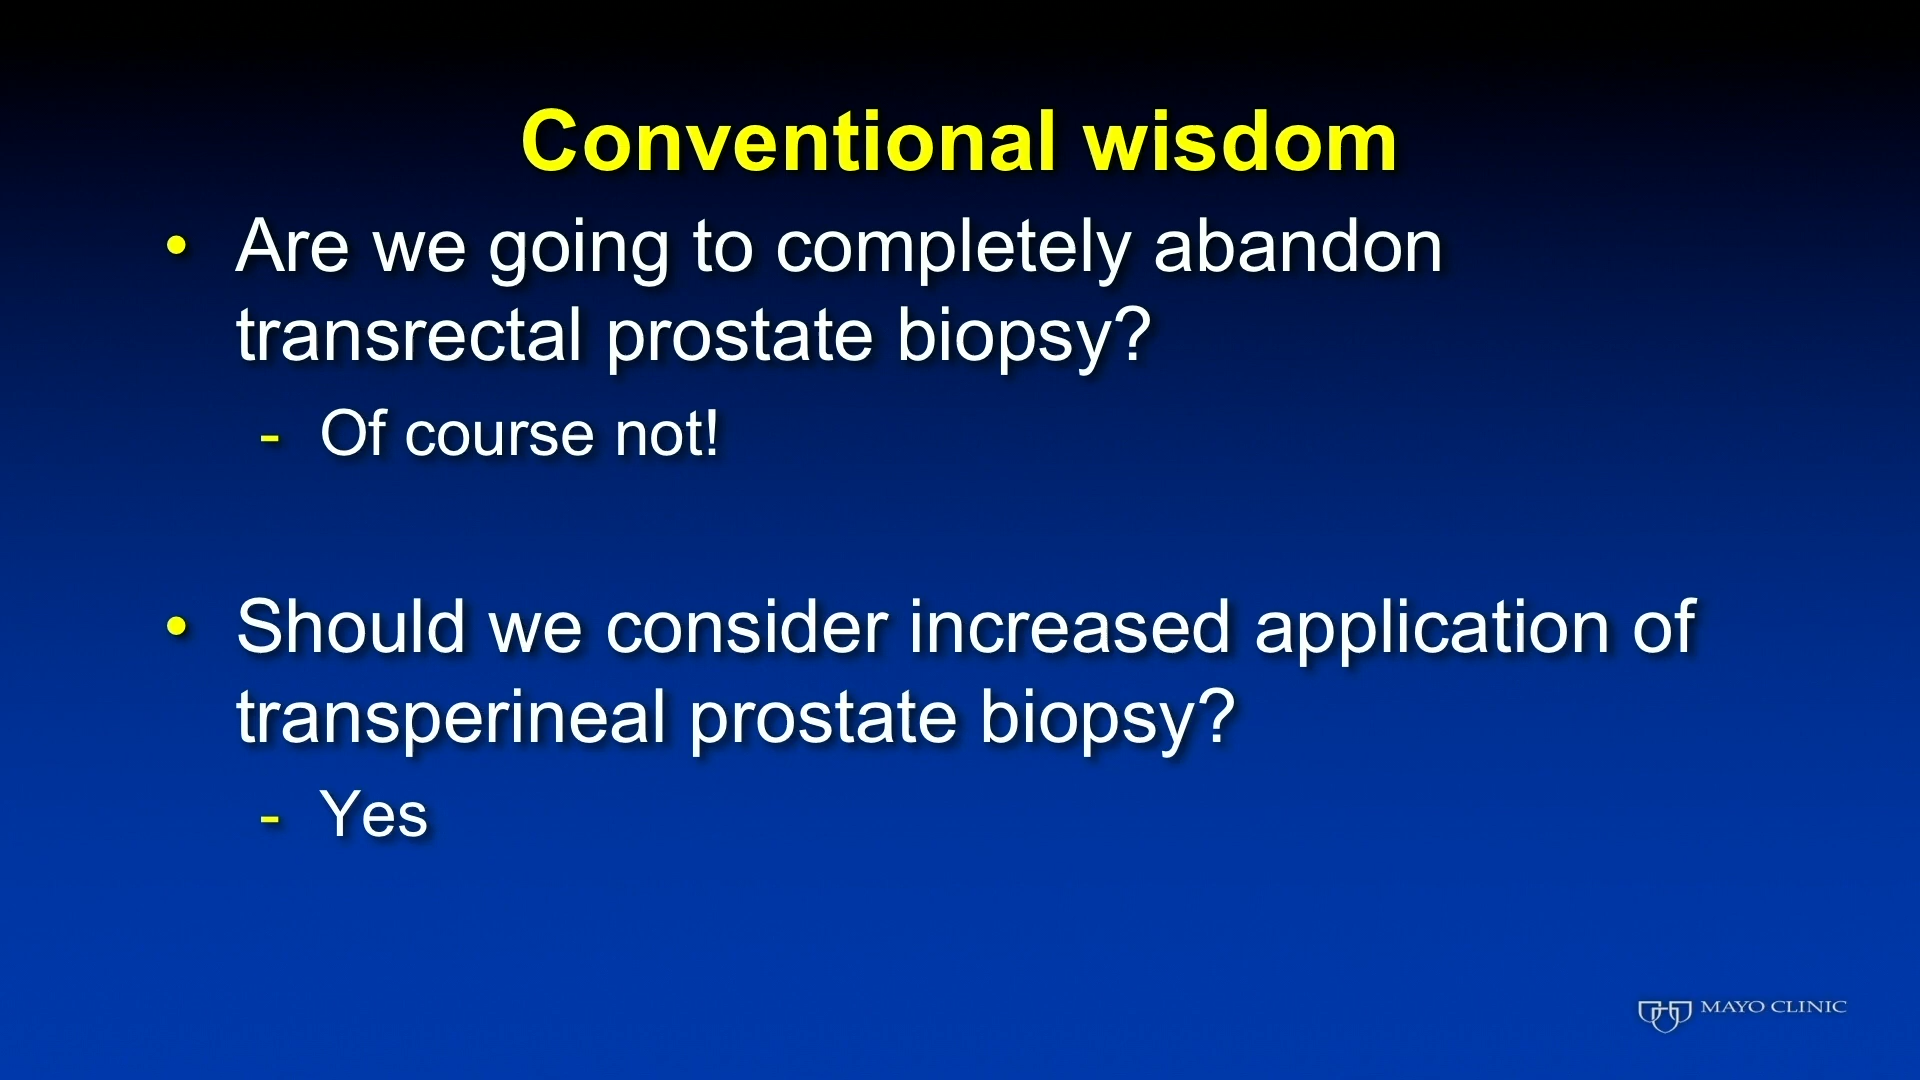 Conventional wisdom
• Are we going to completely abandon
transrectal prostate biopsy?
- Of course not!
• Should we consider increased application of
transperineal prostate biopsy?
- Yes
MAYO CLINIC